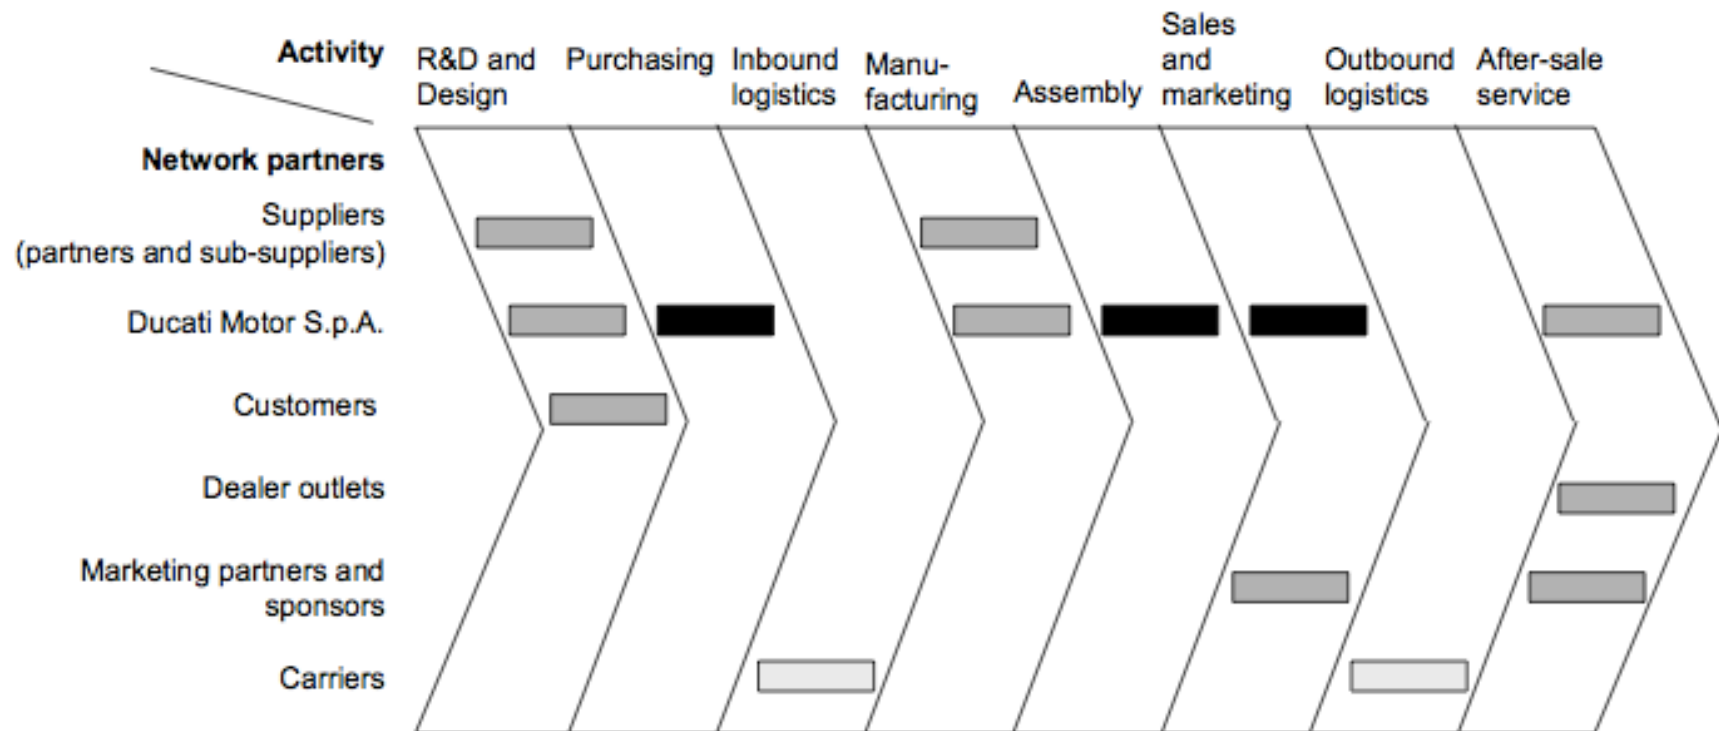 Activity
R&D and
Design
Purchasing
Inbound
logistics
Manu-
facturing
Assembly
Sales
and
marketing
Outbound
logistics
After-sale
service
Network partners
Suppliers
(partners and sub-suppliers)
Ducati Motor S.p.A.
Customers
Dealer outlets
Marketing partners and
sponsors
Carriers